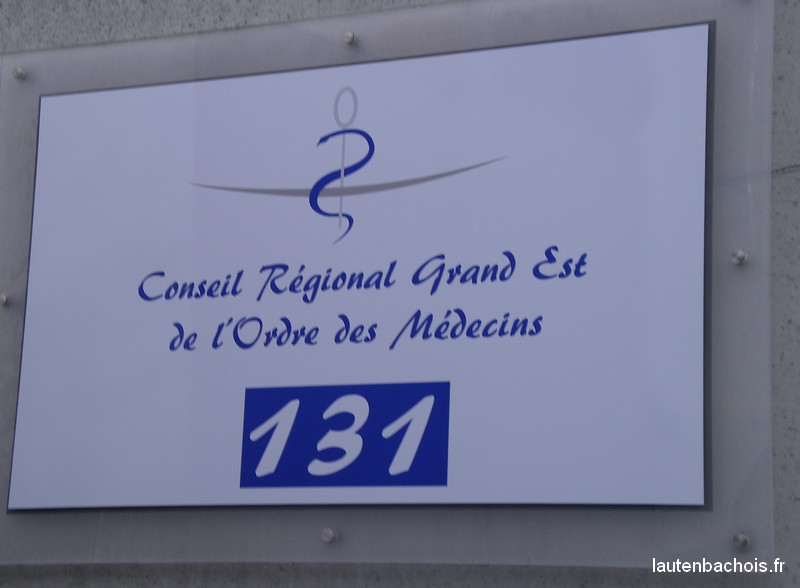 Conseil Régional Grand Est
de l'Ordre des Médecins
131
lautenbachois.fr